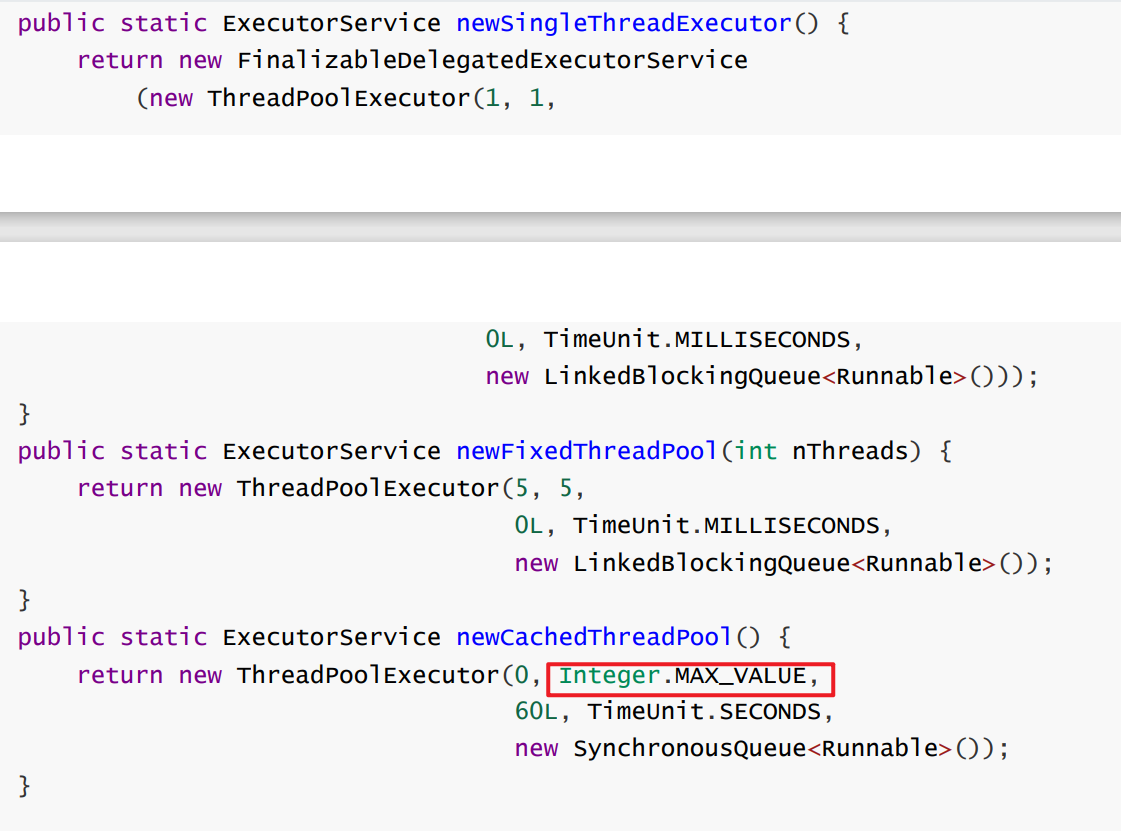 public static ExecutorService newSingleThreadExecutor() {
    return new FinalizableDelegatedExecutorService
        (new ThreadPoolExecutor(1, 1,
                                0L, TimeUnit.MILLISECONDS,
                                new LinkedBlockingQueue<Runnable>()));
}
public static ExecutorService newFixedThreadPool(int nThreads) {
    return new ThreadPoolExecutor(5, 5,
                                  0L, TimeUnit.MILLISECONDS,
                                  new LinkedBlockingQueue<Runnable>());
}
public static ExecutorService newCachedThreadPool() {
    return new ThreadPoolExecutor(0, Integer.MAX_VALUE,
                                  60L, TimeUnit.SECONDS,
                                  new SynchronousQueue<Runnable>());
}